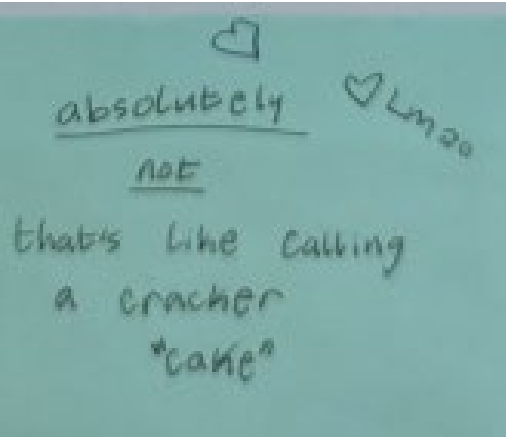 absolutely
♡ Lmao
not
that's like calling
a cracker
"cake"